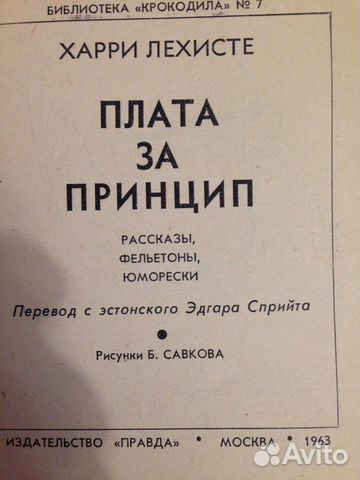 БИБЛИОТЕКА «КРОКОДИЛА» № 7
ХАРРИ ЛЕХИСТЕ
ПЛАТА
ЗА
ПРИНЦИП
РАССКАЗЫ,
ФЕЛЬЕТОНЫ,
ЮМОРЕСКИ
Перевод с эстонского Эдгара Сприйта
Рисунки Б. САВКОВА
ИЗДАТЕЛЬСТВО «ПРАВДА» • МОСКВА • 1963
Avito